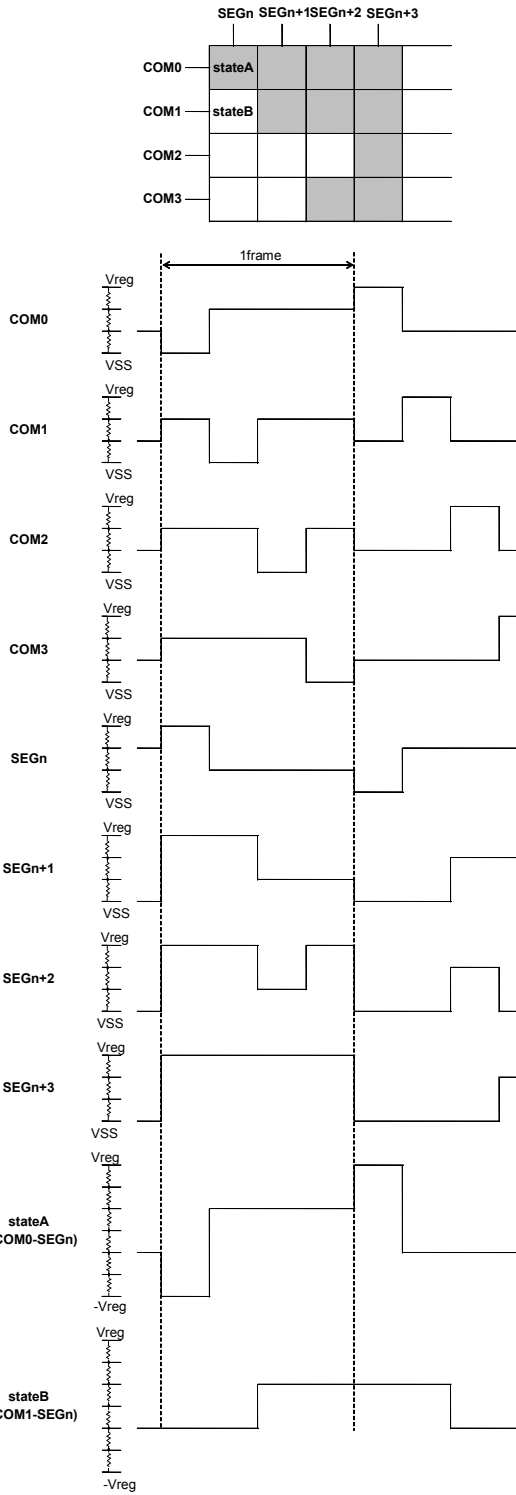 SEGn SEGn+1 SEGn+2 SEGn+3
COM0 stateA
COM1 stateB
COM2
COM3
1frame
Vreg
COM0
VSS
Vreg
COM1
VSS
Vreg
COM2
VSS
Vreg
COM3
VSS
Vreg
SEGn
VSS
Vreg
SEGn+1
VSS
Vreg
SEGn+2
VSS
Vreg
SEGn+3
VSS
Vreg
stateA
COM0-SEGn)
-Vreg
Vreg
stateB
COM1-SEGn)
-Vreg